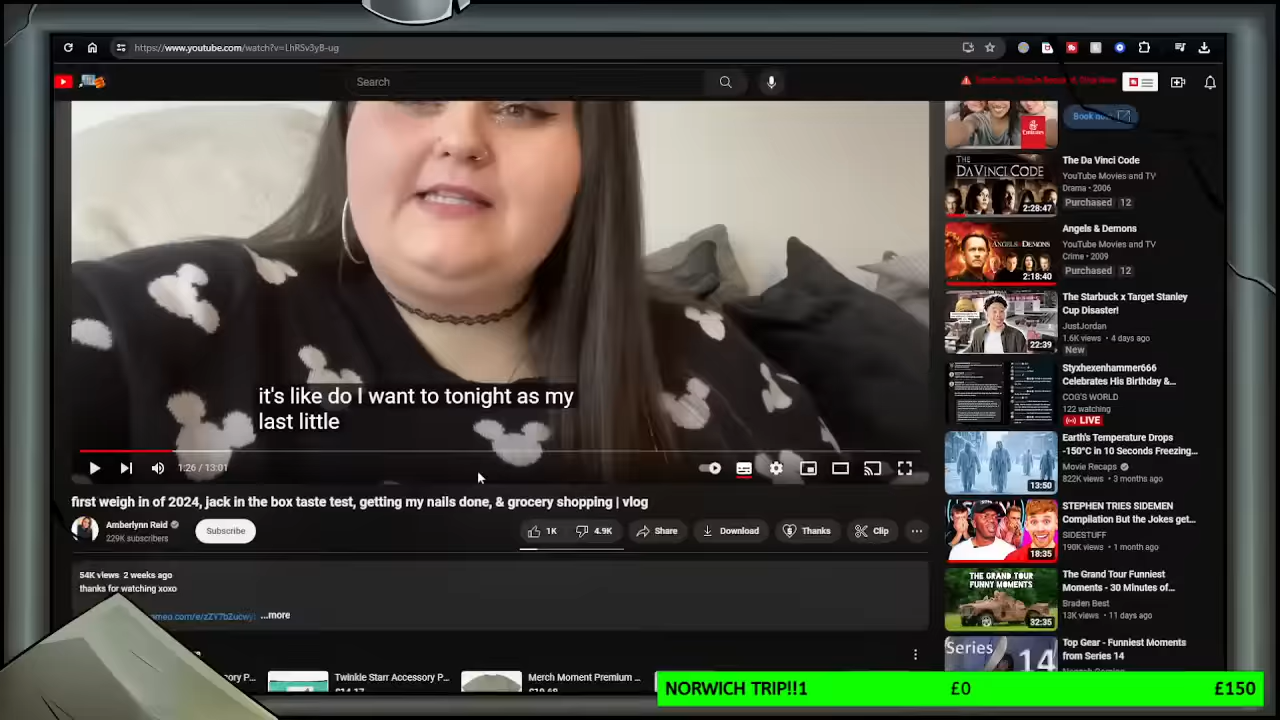 https://www.youtube.com/watch?v=LhRSv3yB-ug
Search
Book now
Emirates
THE DAVINCI CODE
2:28:47
The Da Vinci Code
YouTube Movies and TV
Drama • 2006
Purchased 12
ANGELS & DEMONS
2:18:40
Angels & Demons
YouTube Movies and TV
Crime • 2009
Purchased 12
22:39
The Starbuck x Target Stanley
Cup Disaster!
JustJordan
1.6K views • 4 days ago
New
Styxhexenhammer666
Celebrates His Birthday &...
COG'S WORLD
122 watching
LIVE
13:50
Earth's Temperature Drops
-150°C in 10 Seconds Freezing...
Movie Recaps
822K views • 3 months ago
18:35
STEPHEN TRIES SIDEMEN
Compilation But the Jokes get...
SIDESTUFF
190K views • 1 month ago
THE GRAND TOUR
FUNNY MOMENTS
32:35
The Grand Tour Funniest
Moments - 30 Minutes of...
Braden Best
13K views • 11 days ago
Series
14
Top Gear - Funniest Moments
from Series 14
it's like do I want to tonight as my
last little
1:26 / 13:01
first weigh in of 2024, jack in the box taste test, getting my nails done, & grocery shopping | vlog
Amberlynn Reid
229K subscribers
Subscribe
1K
4.9K
Share
Download
Thanks
Clip
54K views 2 weeks ago
thanks for watching xoxo
...more
Twinkle Starr Accessory P...
Merch Moment Premium ...
NORWICH TRIP!!1 £0 £150